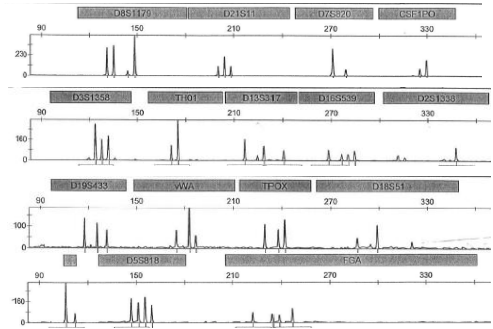 D8S1179 D21S11 D7S820 CSF1PO
90 150 210 270 330
230
0
D3S1358 TH01 D13S317 D16S539 D2S1338
90 150 210 270 330
160
0
D19S433 vWA TPOX D18S51
90 150 210 270 330
100
0
D5S818 FGA
90 150 210 270 330
160
0